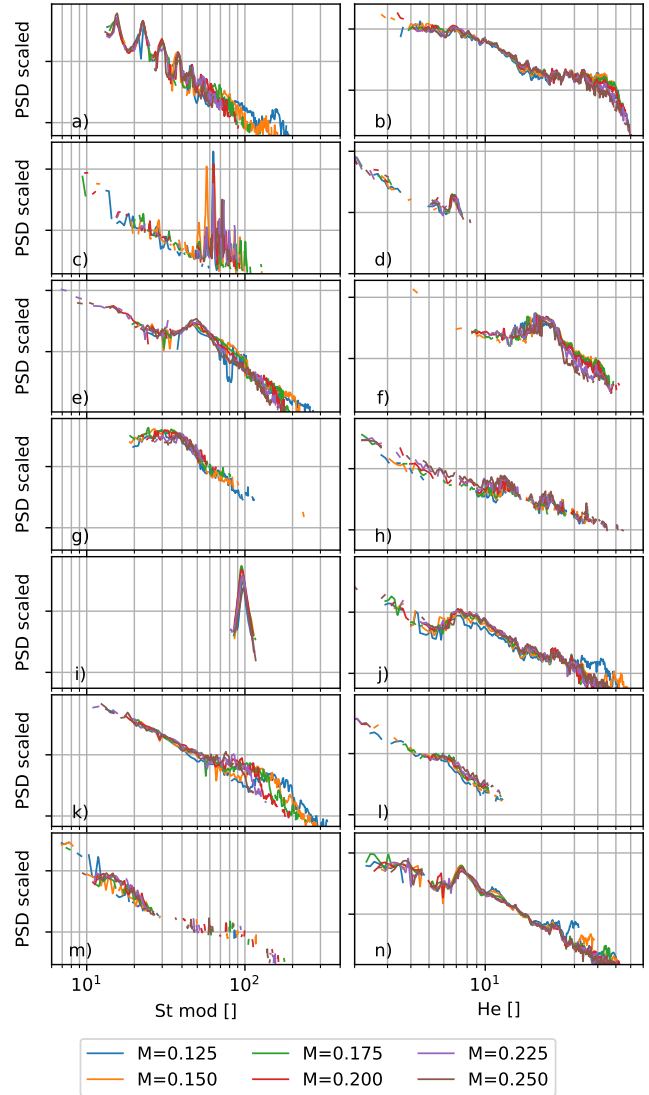 PSD scaled
a)
b)
PSD scaled
c)
d)
PSD scaled
e)
f)
PSD scaled
g)
h)
PSD scaled
i)
j)
PSD scaled
k)
l)
PSD scaled
m)
n)
10¹ 10² 10¹
St mod [] He []
M=0.125 M=0.175 M=0.225
M=0.150 M=0.200 M=0.250